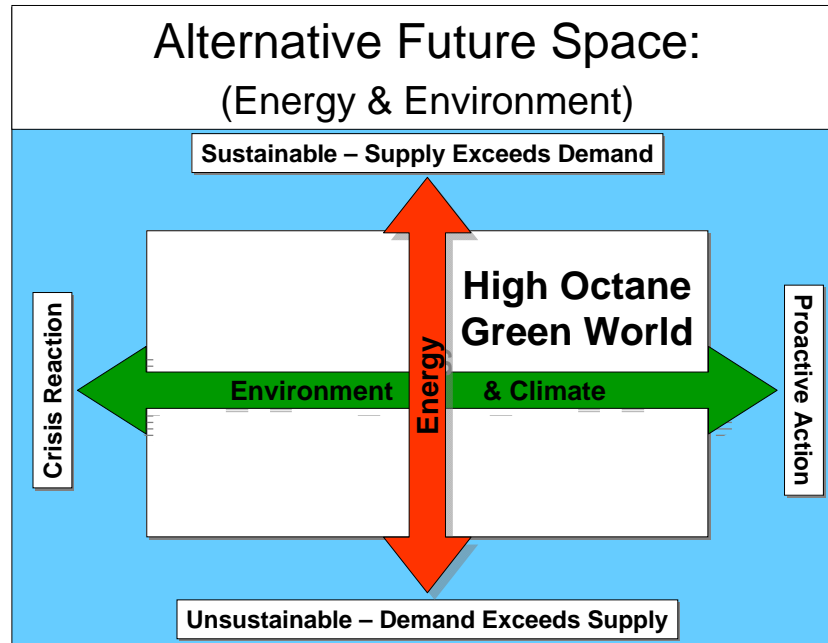 Alternative Future Space:
(Energy & Environment)
Sustainable – Supply Exceeds Demand
High Octane
Green World
Crisis Reaction
Environment & Climate
Energy
Proactive Action
Unsustainable – Demand Exceeds Supply